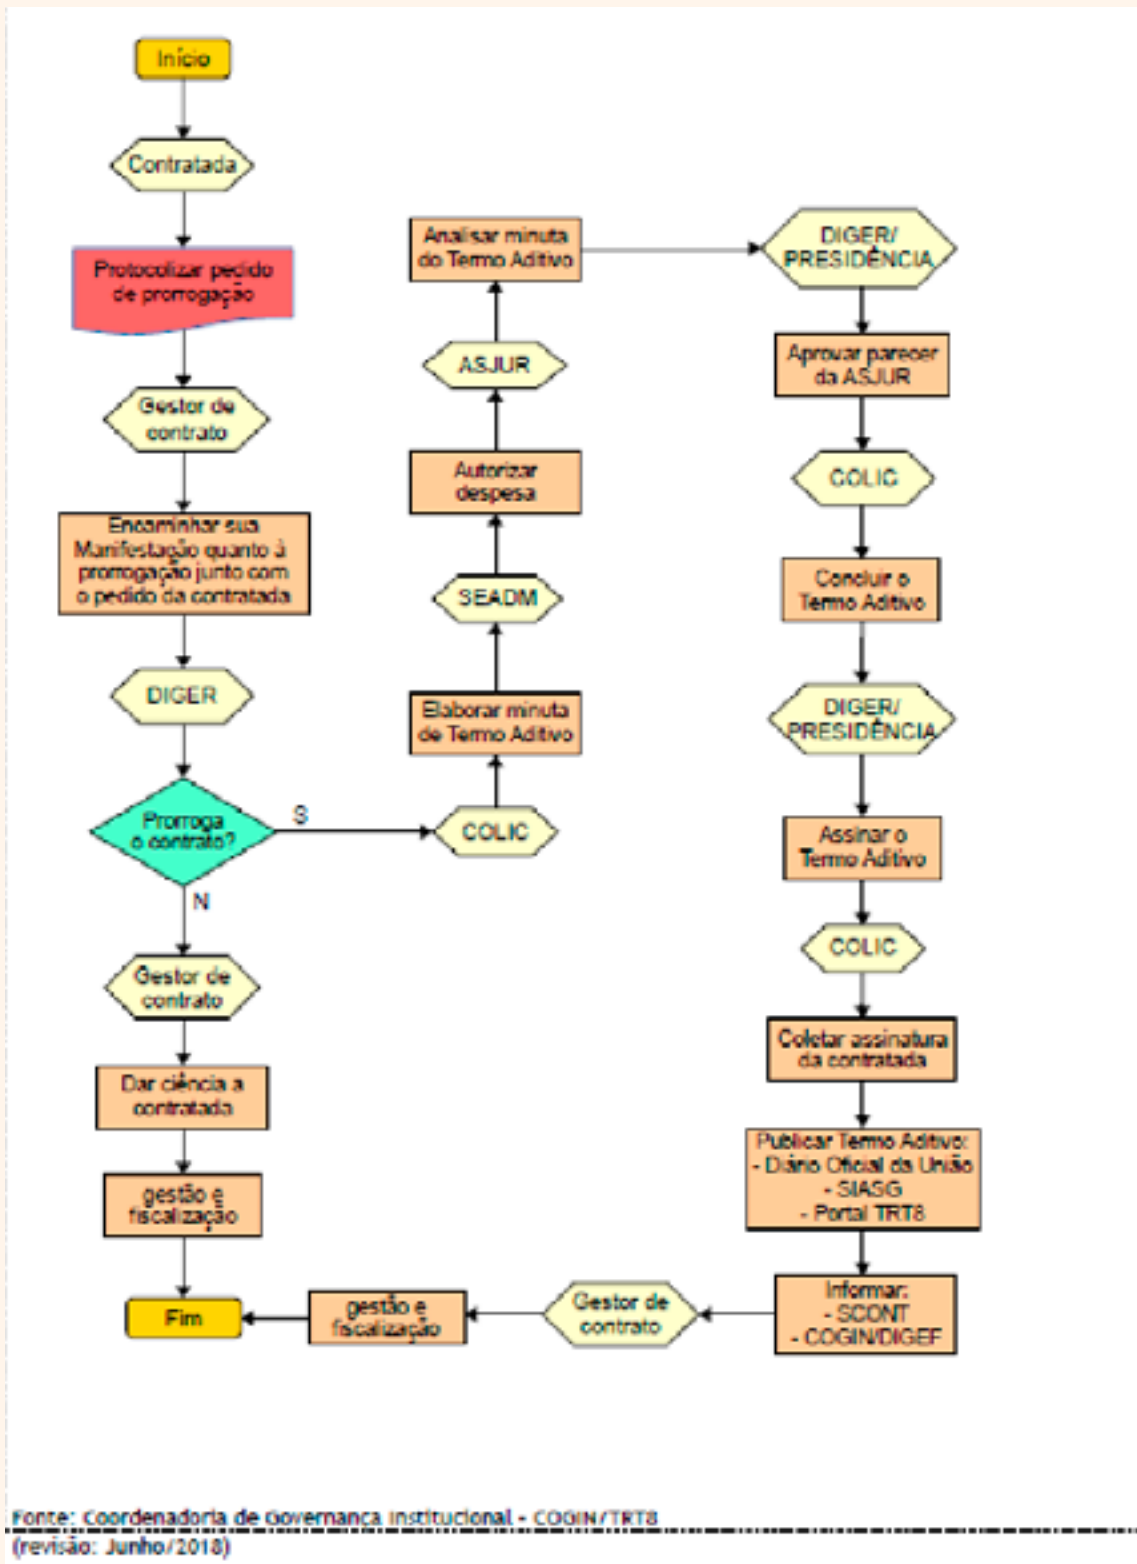 Início
Contratada
Protocolizar pedido
de prorrogação
Gestor de
contrato
Encaminhar sua
Manifestação quanto à
prorrogação junto com
o pedido da contratada
DIGER
Prorroga
o contrato?
S
N
Gestor de
contrato
Dar ciência a
contratada
gestão e
fiscalização
Fim
COLIC
Elaborar minuta
de Termo Aditivo
SEADM
Autorizar
despesa
ASJUR
Analisar minuta
do Termo Aditivo
DIGER/
PRESIDÊNCIA
Aprovar parecer
da ASJUR
COLIC
Concluir o
Termo Aditivo
DIGER/
PRESIDÊNCIA
Assinar o
Termo Aditivo
COLIC
Coletar assinatura
da contratada
Publicar Termo Aditivo:
- Diário Oficial da União
- SIASG
- Portal TRT8
Informar:
- SCONT
- COGIN/DIGEF
Gestor de
contrato
gestão e
fiscalização
Fonte: Coordenadoria de Governança Institucional - COGIN/TRT8
(revisão: Junho/2018)